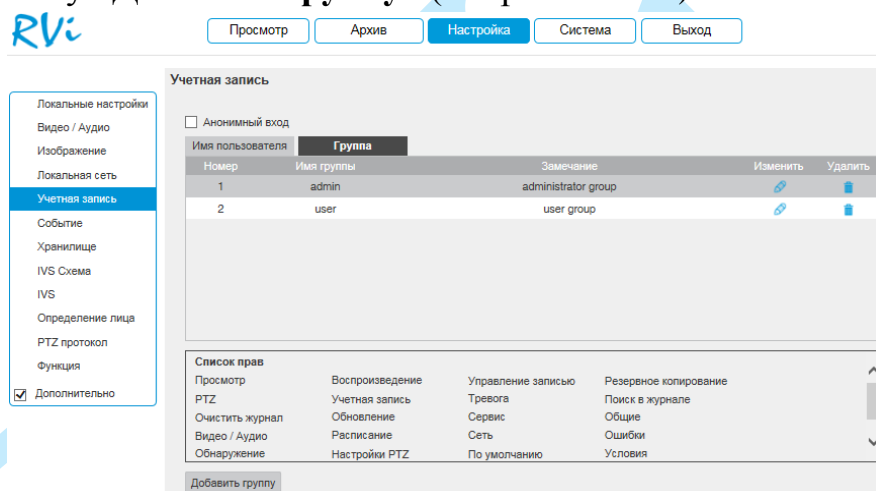 RVi
Просмотр Архив Настройка Система Выход
Учетная запись
Локальные настройки
Видео / Аудио
Изображение
Локальная сеть
Учетная запись
Событие
Хранилище
IVS Схема
IVS
Определение лица
PTZ протокол
Функция
Дополнительно
Анонимный вход
Имя пользователя Группа
Номер Имя группы Замечание Изменить Удалить
1 admin administrator group
2 user user group
Список прав
Просмотр Воспроизведение Управление записью Резервное копирование
PTZ Учетная запись Тревога Поиск в журнале
Очистить журнал Обновление Сервис Общие
Видео / Аудио Расписание Сеть Ошибки
Обнаружение Настройки PTZ По умолчанию Условия
Добавить группу